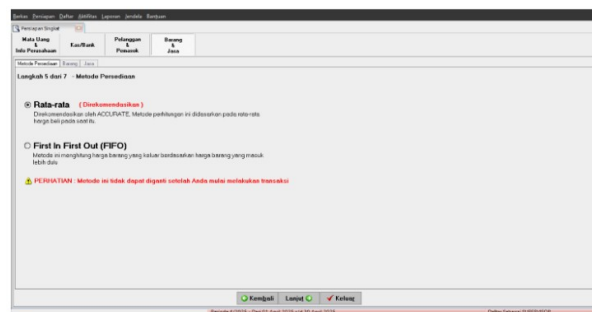 Berkas Persiapan Daftar Aktifitas Laporan Jendela Bantuan
Persiapan Singkat
Mata Uang & Info Perusahaan
Kas/Bank
Pelanggan & Pemasok
Barang & Jasa
Metode Persediaan Barang Jasa
Langkah 5 dari 7 - Metode Persediaan
Rata-rata ( Direkomendasikan )
Direkomendasikan oleh ACCURATE, Metode perhitungan ini didasarkan pada rata-rata
harga beli pada saat itu.
First In First Out (FIFO)
Metode ini menghitung harga barang yang keluar berdasarkan harga barang yang masuk
lebih dulu
PERHATIAN : Metode ini tidak dapat diganti setelah Anda mulai melakukan transaksi
Kembali Lanjut Keluar